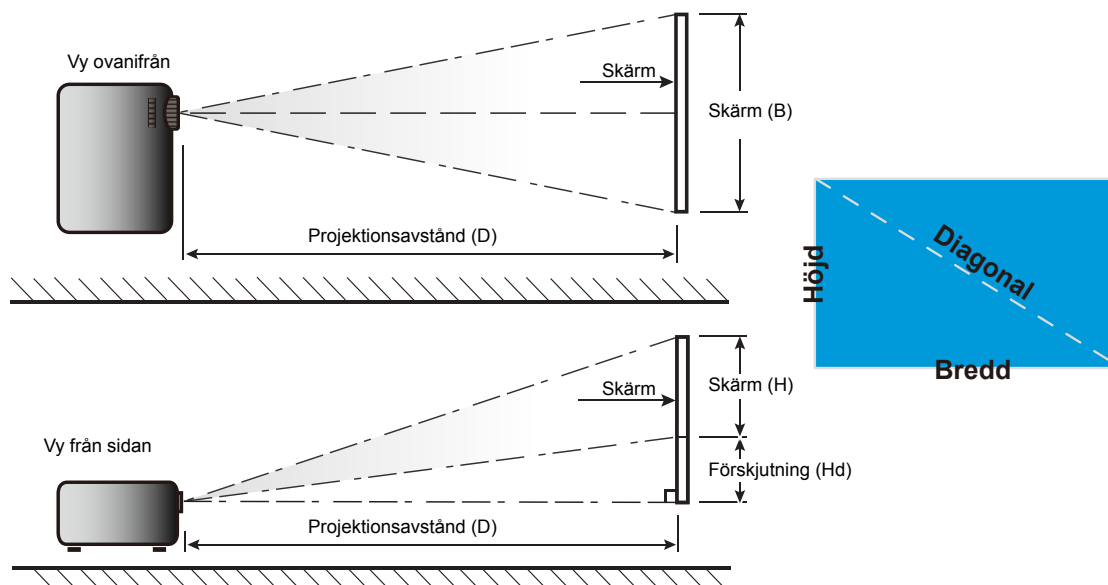 Vy ovanifrån
Skärm
Skärm (B)
Projektionsavstånd (D)
Höjd
Diagonal
Bredd
Vy från sidan
Skärm
Skärm (H)
Förskjutning (Hd)
Projektionsavstånd (D)